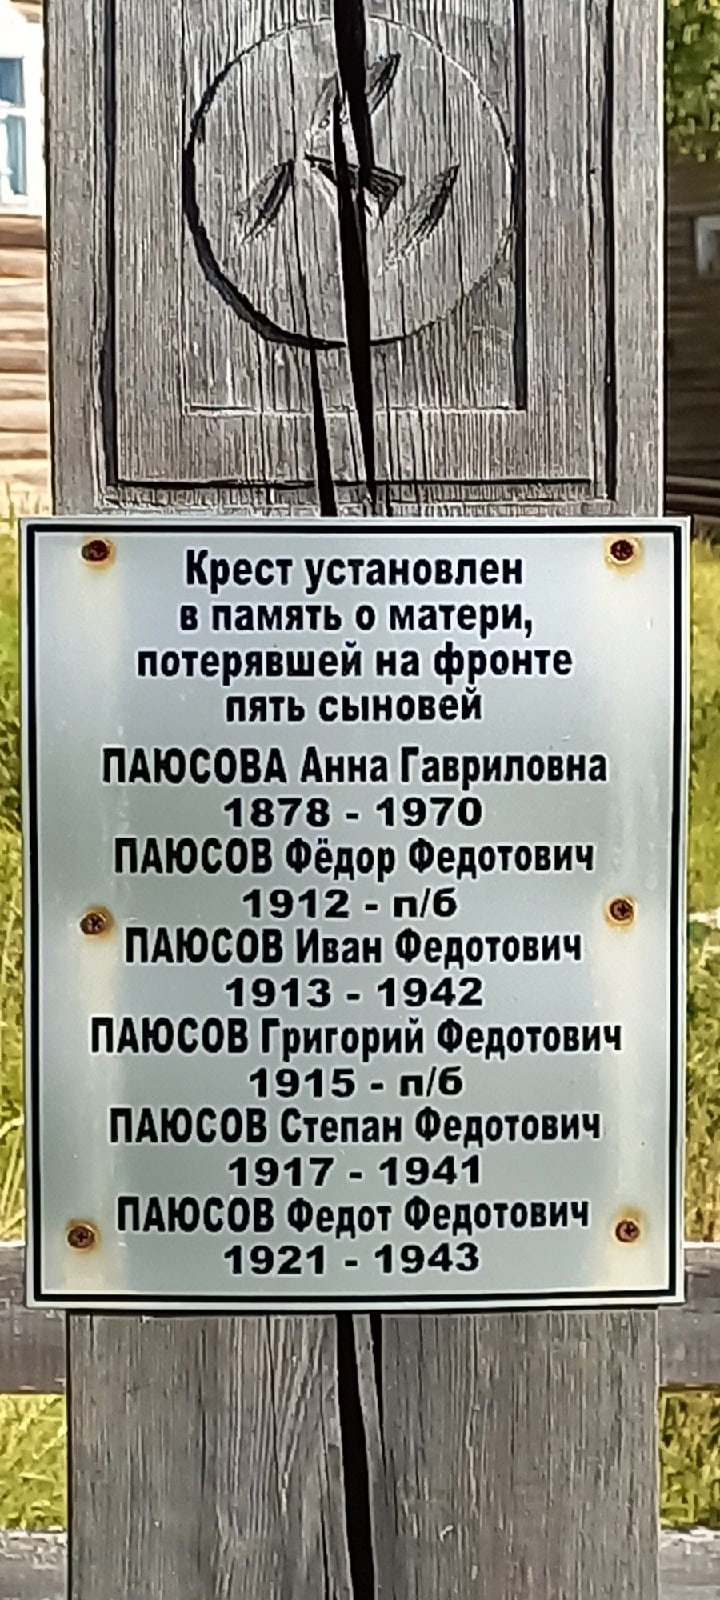 Крест установлен
в память о матери,
потерявшей на фронте
пять сыновей
ПАЮСОВА Анна Гавриловна
1878 - 1970
ПАЮСОВ Фёдор Федотович
1912 - п/б
ПАЮСОВ Иван Федотович
1913 - 1942
ПАЮСОВ Григорий Федотович
1915 - п/б
ПАЮСОВ Степан Федотович
1917 - 1941
ПАЮСОВ Федот Федотович
1921 - 1943